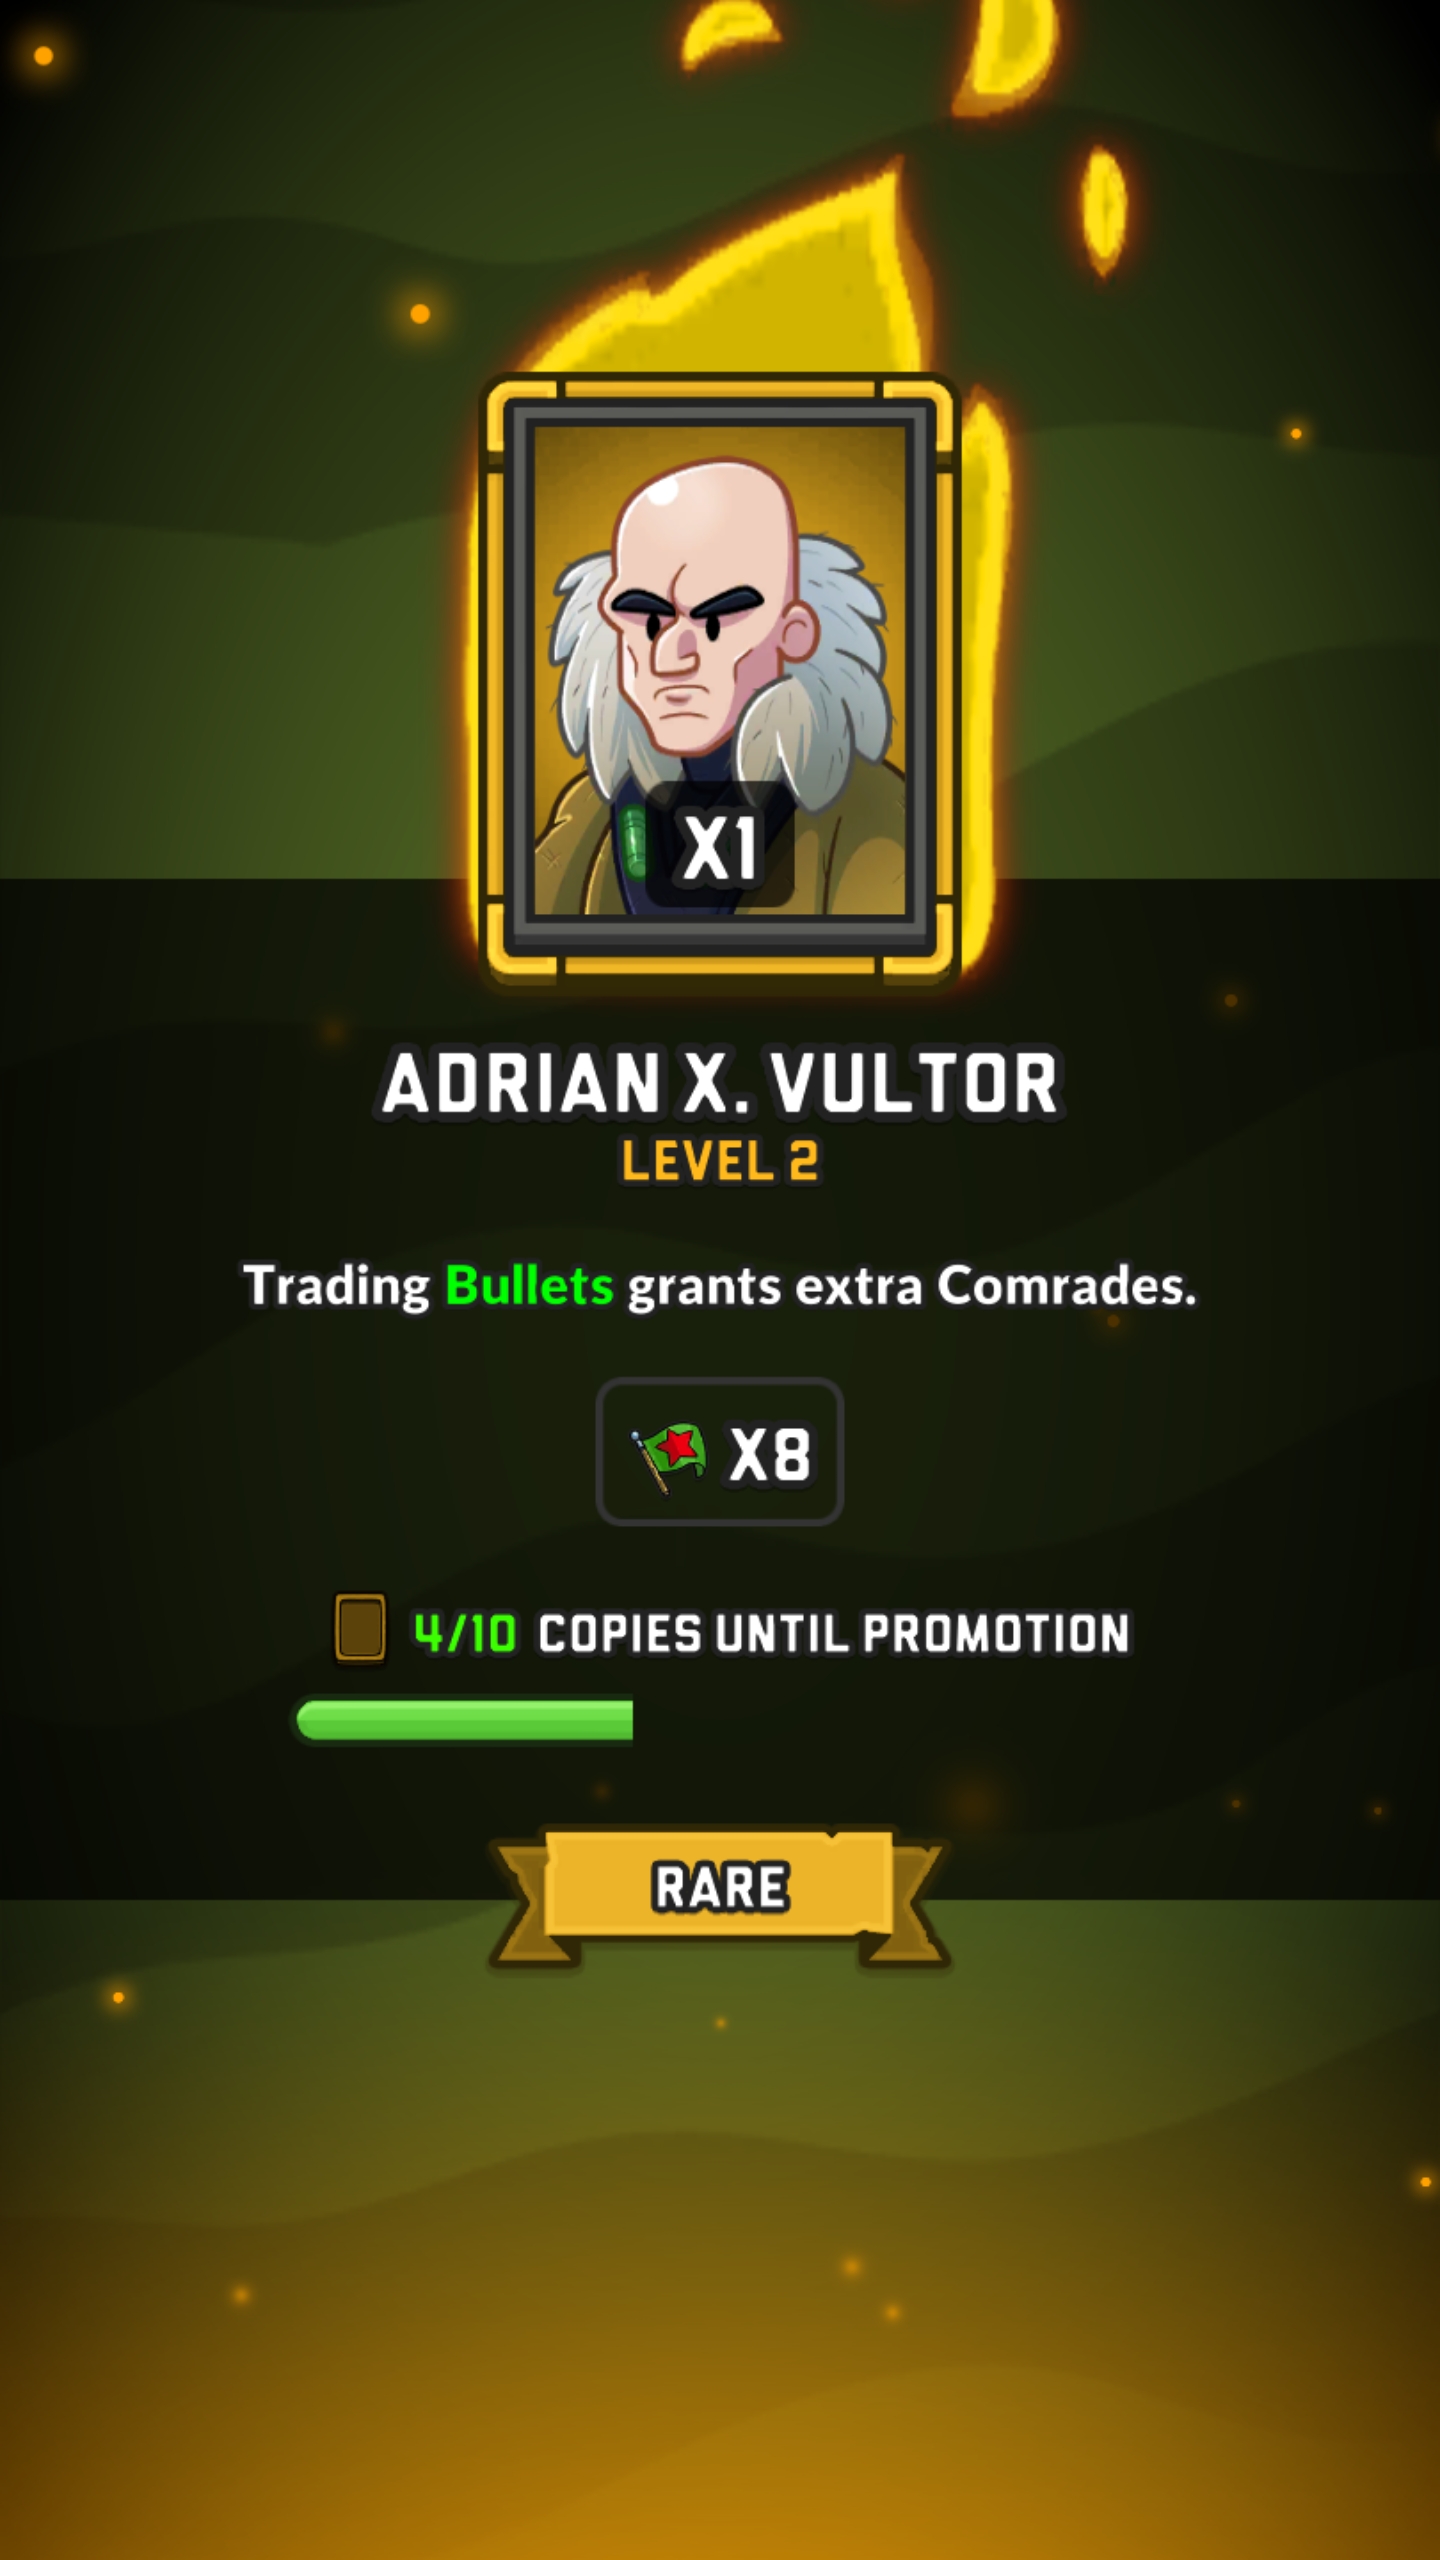 X1
ADRIAN X. VULTOR
LEVEL 2
Trading Bullets grants extra Comrades.
X8
4/10 COPIES UNTIL PROMOTION
RARE